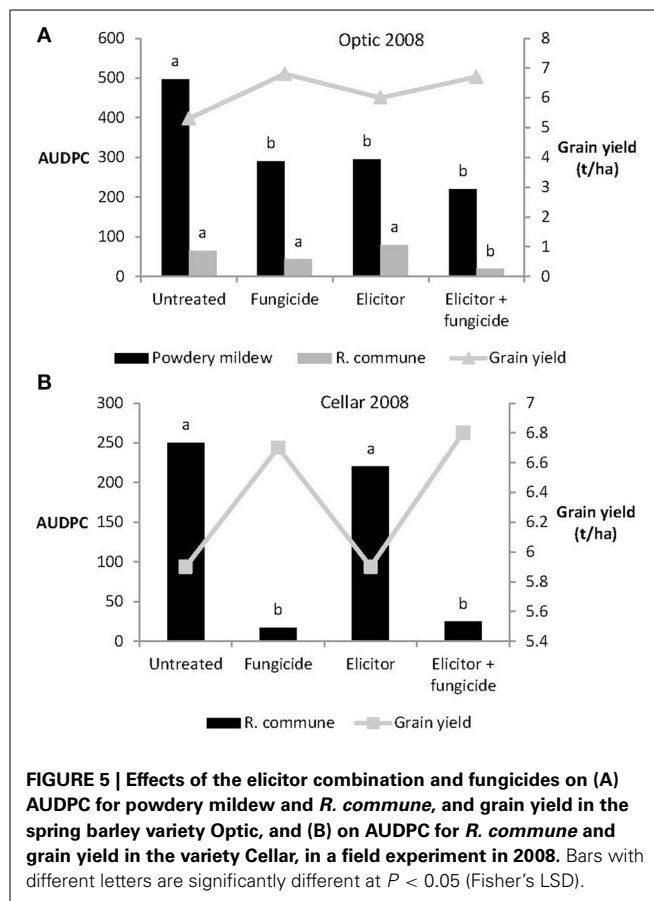 A
Optic 2008
600
500
400
300
200
100
0
AUDPC
a
a
b
a
b
a
b
b
8
7
6
5
4
3
2
1
0
Grain yield
(t/ha)
Untreated
Fungicide
Elicitor
Elicitor +
fungicide
Powdery mildew
R. commune
Grain yield
B
Cellar 2008
300
250
200
150
100
50
0
AUDPC
a
b
a
b
7
6.8
6.6
6.4
6.2
6
5.8
5.6
5.4
Grain yield
(t/ha)
Untreated
Fungicide
Elicitor
Elicitor +
fungicide
R. commune
Grain yield
FIGURE 5 | Effects of the elicitor combination and fungicides on (A)
AUDPC for powdery mildew and R. commune, and grain yield in the
spring barley variety Optic, and (B) on AUDPC for R. commune and
grain yield in the variety Cellar, in a field experiment in 2008. Bars with
different letters are significantly different at P < 0.05 (Fisher's LSD).